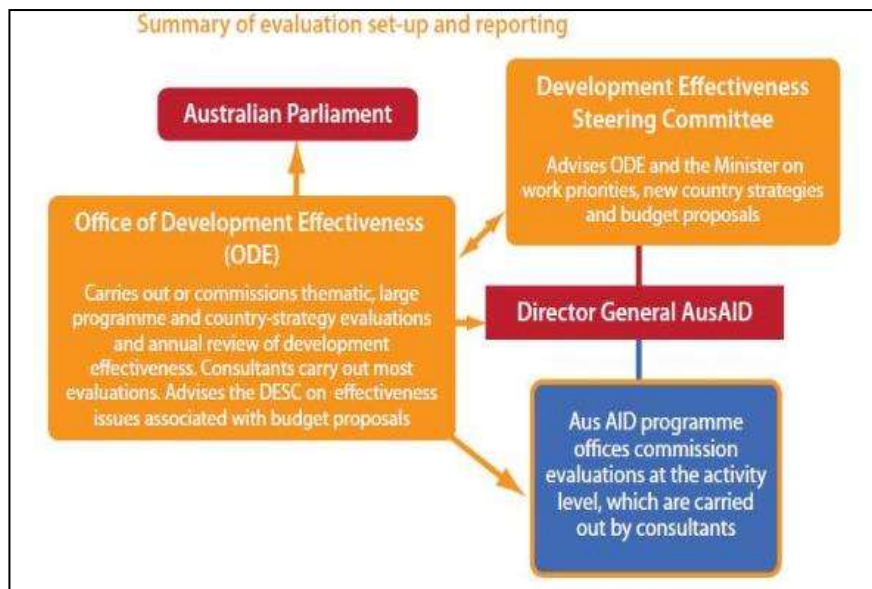 Summary of evaluation set-up and reporting
Australian Parliament
Development Effectiveness
Steering Committee
Advises ODE and the Minister on
work priorities, new country strategies
and budget proposals
Office of Development Effectiveness
(ODE)
Carries out or commissions thematic, large
programme and country-strategy evaluations
and annual review of development
effectiveness. Consultants carry out most
evaluations. Advises the DESC on effectiveness
issues associated with budget proposals
Director General AusAID
Aus AID programme
offices commission
evaluations at the activity
level, which are carried
out by consultants